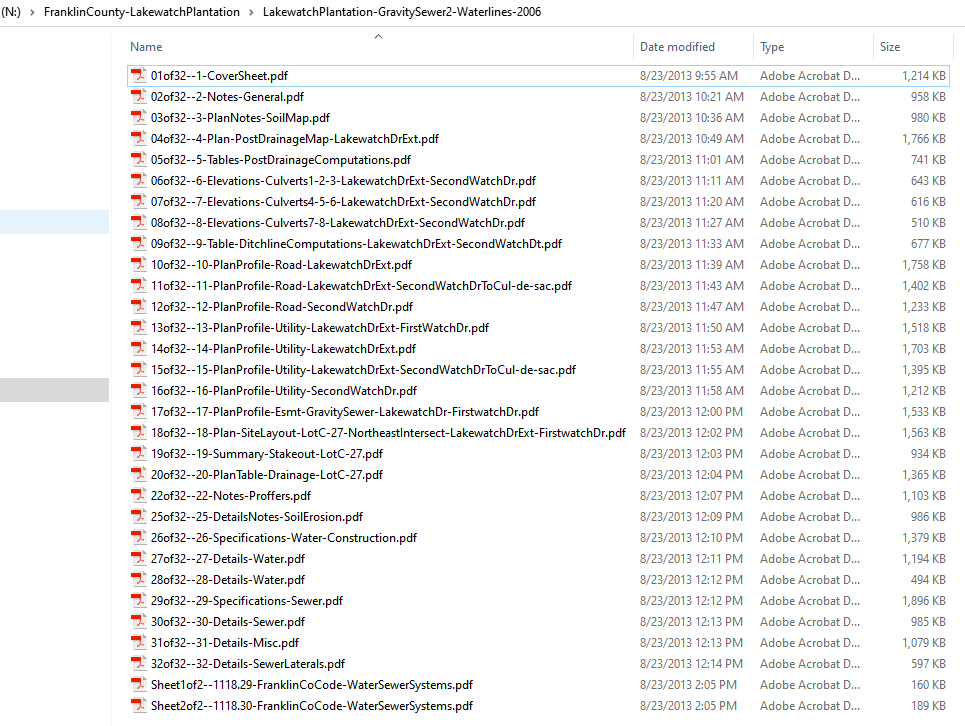 (N:) > FranklinCounty-LakewatchPlantation > LakewatchPlantation-GravitySewer2-Waterlines-2006
Name Date modified Type Size
01of32--1-CoverSheet.pdf 8/23/2013 9:55 AM Adobe Acrobat D... 1,214 KB
02of32--2-Notes-General.pdf 8/23/2013 10:21 AM Adobe Acrobat D... 958 KB
03of32--3-PlanNotes-SoilMap.pdf 8/23/2013 10:36 AM Adobe Acrobat D... 980 KB
04of32--4-Plan-PostDrainageMap-LakewatchDrExt.pdf 8/23/2013 10:49 AM Adobe Acrobat D... 1,766 KB
05of32--5-Tables-PostDrainageComputations.pdf 8/23/2013 11:01 AM Adobe Acrobat D... 741 KB
06of32--6-Elevations-Culverts1-2-3-LakewatchDrExt-SecondWatchDr.pdf 8/23/2013 11:11 AM Adobe Acrobat D... 643 KB
07of32--7-Elevations-Culverts4-5-6-LakewatchDrExt-SecondWatchDr.pdf 8/23/2013 11:20 AM Adobe Acrobat D... 616 KB
08of32--8-Elevations-Culverts7-8-LakewatchDrExt-SecondWatchDr.pdf 8/23/2013 11:27 AM Adobe Acrobat D... 510 KB
09of32--9-Table-DitchlineComputations-LakewatchDrExt-SecondWatchDt.pdf 8/23/2013 11:33 AM Adobe Acrobat D... 677 KB
10of32--10-PlanProfile-Road-LakewatchDrExt.pdf 8/23/2013 11:39 AM Adobe Acrobat D... 1,758 KB
11of32--11-PlanProfile-Road-LakewatchDrExt-SecondWatchDrToCul-de-sac.pdf 8/23/2013 11:43 AM Adobe Acrobat D... 1,402 KB
12of32--12-PlanProfile-Road-SecondWatchDr.pdf 8/23/2013 11:47 AM Adobe Acrobat D... 1,233 KB
13of32--13-PlanProfile-Utility-LakewatchDrExt-FirstWatchDr.pdf 8/23/2013 11:50 AM Adobe Acrobat D... 1,518 KB
14of32--14-PlanProfile-Utility-LakewatchDrExt.pdf 8/23/2013 11:53 AM Adobe Acrobat D... 1,703 KB
15of32--15-PlanProfile-Utility-LakewatchDrExt-SecondWatchDrToCul-de-sac.pdf 8/23/2013 11:55 AM Adobe Acrobat D... 1,395 KB
16of32--16-PlanProfile-Utility-SecondWatchDr.pdf 8/23/2013 11:58 AM Adobe Acrobat D... 1,212 KB
17of32--17-PlanProfile-Esmt-GravitySewer-LakewatchDr-FirstwatchDr.pdf 8/23/2013 12:00 PM Adobe Acrobat D... 1,533 KB
18of32--18-Plan-SiteLayout-LotC-27-NortheastIntersect-LakewatchDrExt-FirstwatchDr.pdf 8/23/2013 12:02 PM Adobe Acrobat D... 1,563 KB
19of32--19-Summary-Stakeout-LotC-27.pdf 8/23/2013 12:03 PM Adobe Acrobat D... 934 KB
20of32--20-PlanTable-Drainage-LotC-27.pdf 8/23/2013 12:04 PM Adobe Acrobat D... 1,365 KB
22of32--22-Notes-Proffers.pdf 8/23/2013 12:07 PM Adobe Acrobat D... 1,103 KB
25of32--25-DetailsNotes-SoilErosion.pdf 8/23/2013 12:09 PM Adobe Acrobat D... 986 KB
26of32--26-Specifications-Water-Construction.pdf 8/23/2013 12:10 PM Adobe Acrobat D... 1,379 KB
27of32--27-Details-Water.pdf 8/23/2013 12:11 PM Adobe Acrobat D... 1,194 KB
28of32--28-Details-Water.pdf 8/23/2013 12:12 PM Adobe Acrobat D... 494 KB
29of32--29-Specifications-Sewer.pdf 8/23/2013 12:12 PM Adobe Acrobat D... 1,896 KB
30of32--30-Details-Sewer.pdf 8/23/2013 12:13 PM Adobe Acrobat D... 985 KB
31of32--31-Details-Misc.pdf 8/23/2013 12:13 PM Adobe Acrobat D... 1,079 KB
32of32--32-Details-SewerLaterals.pdf 8/23/2013 12:14 PM Adobe Acrobat D... 597 KB
Sheet1of2--1118.29-FranklinCoCode-WaterSewerSystems.pdf 8/23/2013 2:05 PM Adobe Acrobat D... 160 KB
Sheet2of2--1118.30-FranklinCoCode-WaterSewerSystems.pdf 8/23/2013 2:05 PM Adobe Acrobat D... 189 KB